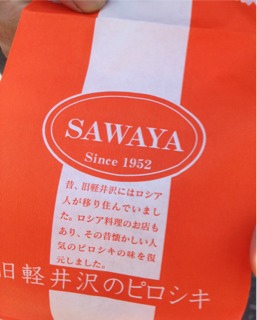 SAWAYA
Since 1952
昔、旧軽井沢にはロシア
人が移り住んでいまし
た。ロシア料理のお店も
あり、その昔懐かしい人
気のピロシキの味を復
元しました。
旧軽井沢のピロシキ